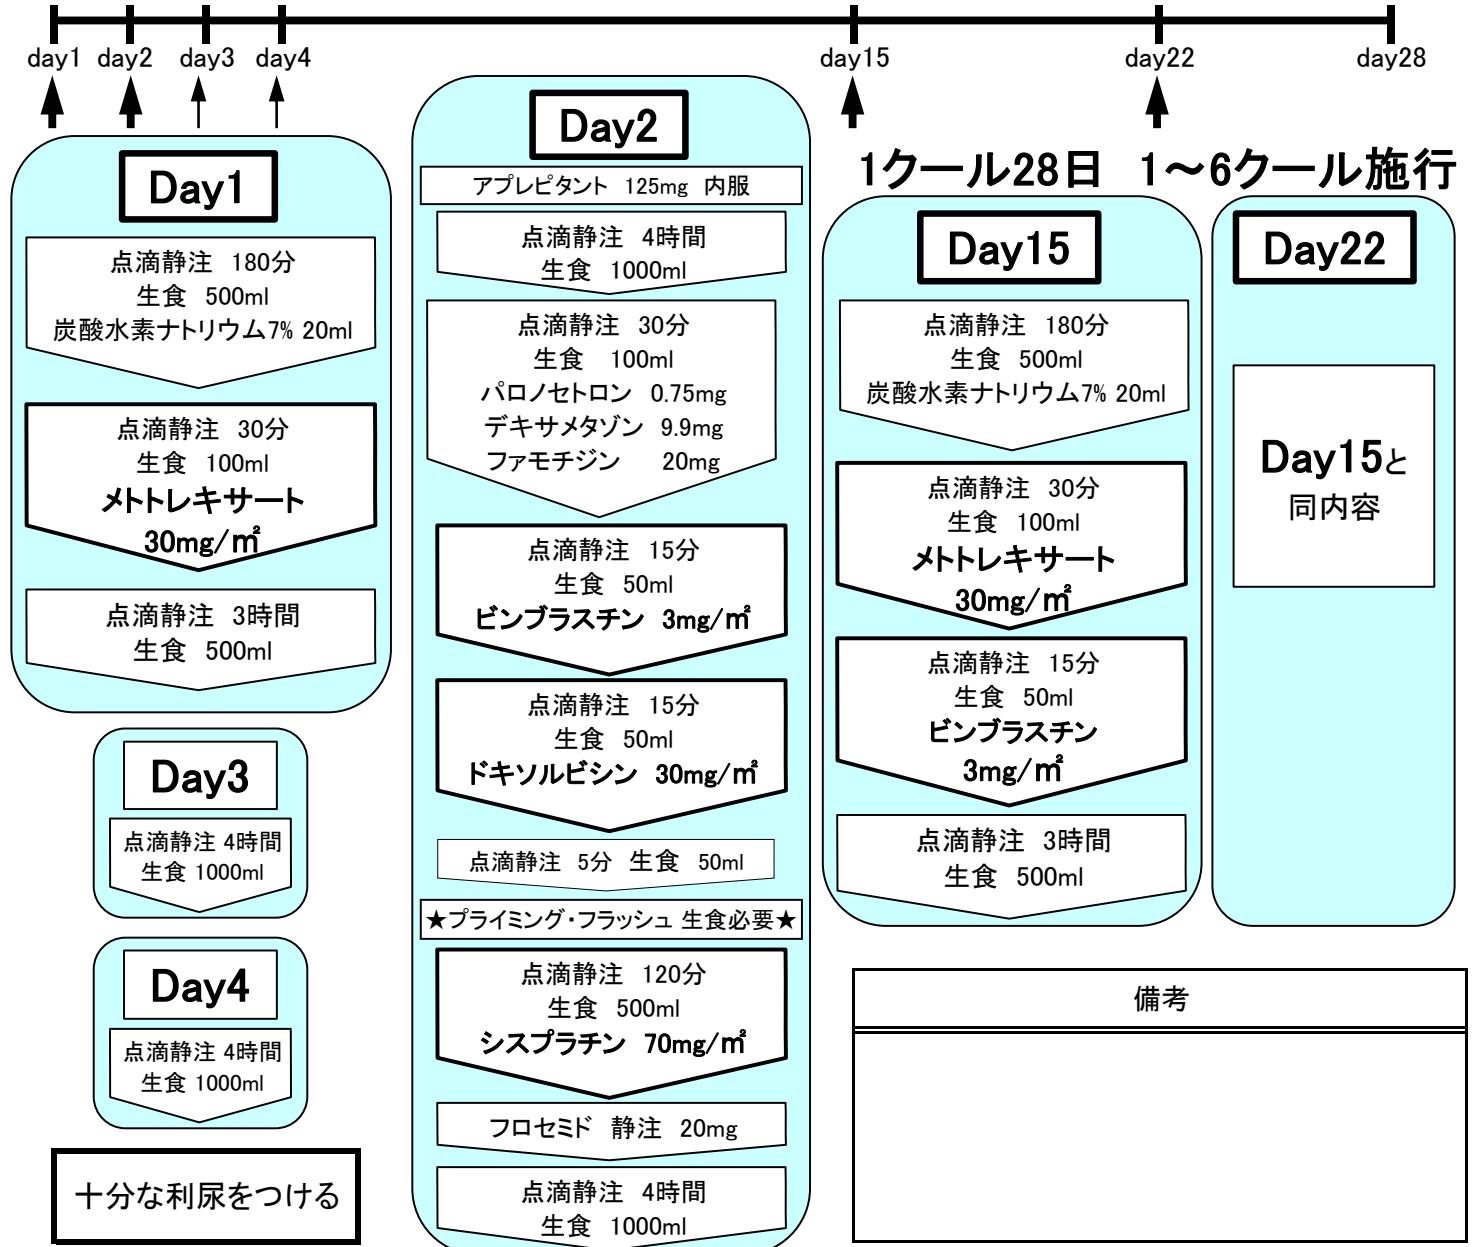 day1 day2 day3 day4 day15 day22 day28
1クール28日 1～6クール施行
Day1
点滴静注 180分
生食 500ml
炭酸水素ナトリウム7% 20ml
点滴静注 30分
生食 100ml
メトトレキサート
30mg/㎡
点滴静注 3時間
生食 500ml
Day3
点滴静注 4時間
生食 1000ml
Day4
点滴静注 4時間
生食 1000ml
十分な利尿をつける
Day2
アプレピタント 125mg 内服
点滴静注 4時間
生食 1000ml
点滴静注 30分
生食 100ml
パロノセトロン 0.75mg
デキサメタゾン 9.9mg
ファモチジン 20mg
点滴静注 15分
生食 50ml
ビンブラスチン 3mg/㎡
点滴静注 15分
生食 50ml
ドキソルビシン 30mg/㎡
点滴静注 5分 生食 50ml
★プライミング・フラッシュ 生食必要★
点滴静注 120分
生食 500ml
シスプラチン 70mg/㎡
フロセミド 静注 20mg
点滴静注 4時間
生食 1000ml
Day15
点滴静注 180分
生食 500ml
炭酸水素ナトリウム7% 20ml
点滴静注 30分
生食 100ml
メトトレキサート
30mg/㎡
点滴静注 15分
生食 50ml
ビンブラスチン
3mg/㎡
点滴静注 3時間
生食 500ml
Day22
Day15と
同内容
備考